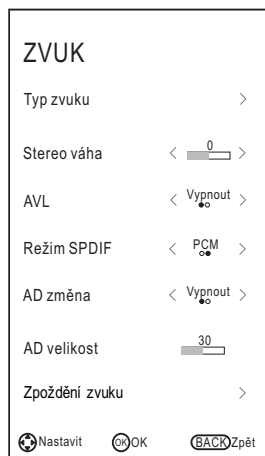 ZVUK
Typ zvuku
Stereo váha 0
AVL Vypnout
Režim SPDIF PCM
AD změna Vypnout
AD velikost 30
Zpoždění zvuku
Nastavit OK OK BACK Zpět